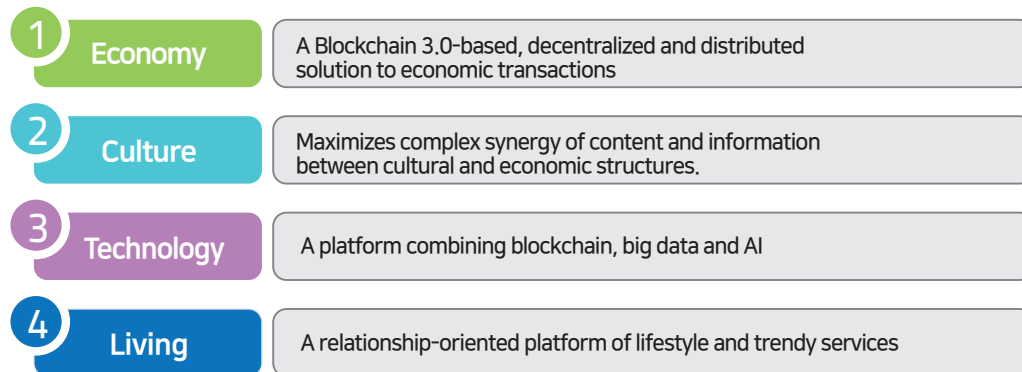 1
Economy
A Blockchain 3.0-based, decentralized and distributed
solution to economic transactions
2
Culture
Maximizes complex synergy of content and information
between cultural and economic structures.
3
Technology
A platform combining blockchain, big data and AI
4
Living
A relationship-oriented platform of lifestyle and trendy services